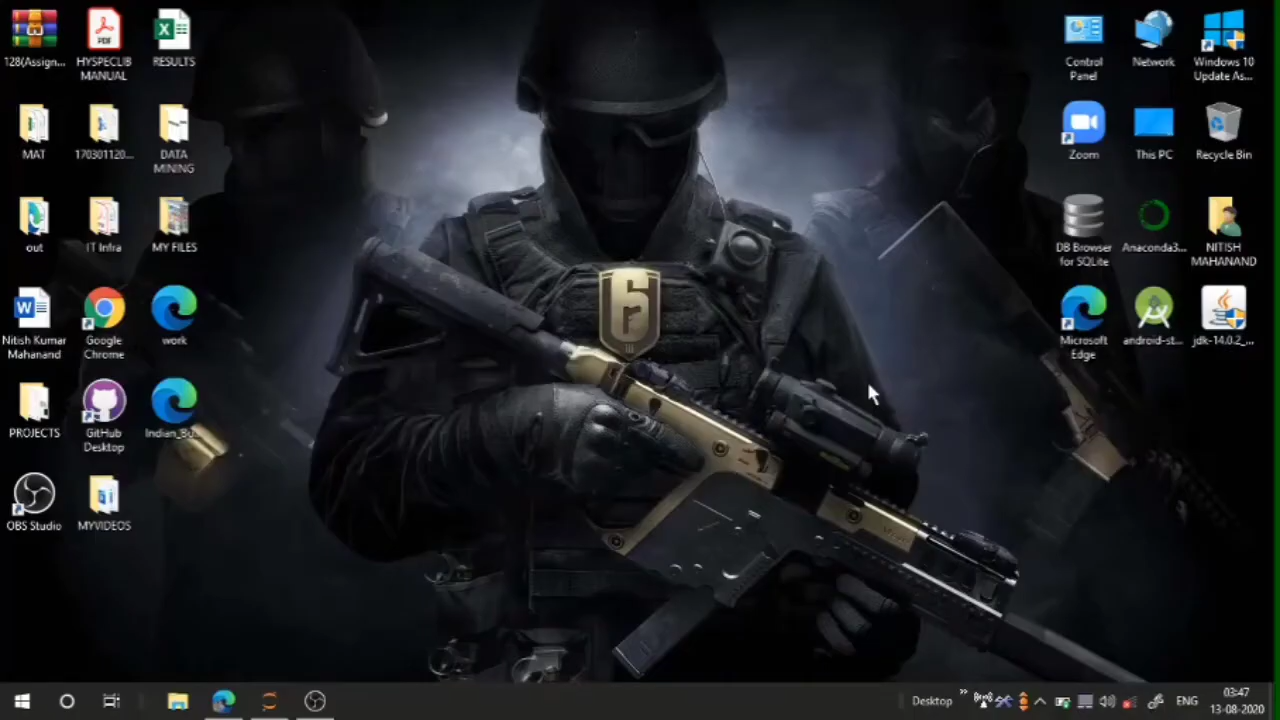 128(Assign...
HYSPECLIB
MANUAL
RESULTS
MAT
170301120...
DATA
MINING
out
IT Infra
MY FILES
Nitish Kumar
Mahanand
Google
Chrome
work
PROJECTS
GitHub
Desktop
Indian_Bu...
OBS Studio
MYVIDEOS
Control
Panel
Network
Windows 10
Update As...
Zoom
This PC
Recycle Bin
DB Browser
for SQLite
Anaconda3...
NITISH
MAHANAND
Microsoft
Edge
android-st...
jdk-14.0.2_...
Desktop
ENG
03:47
13-08-2020